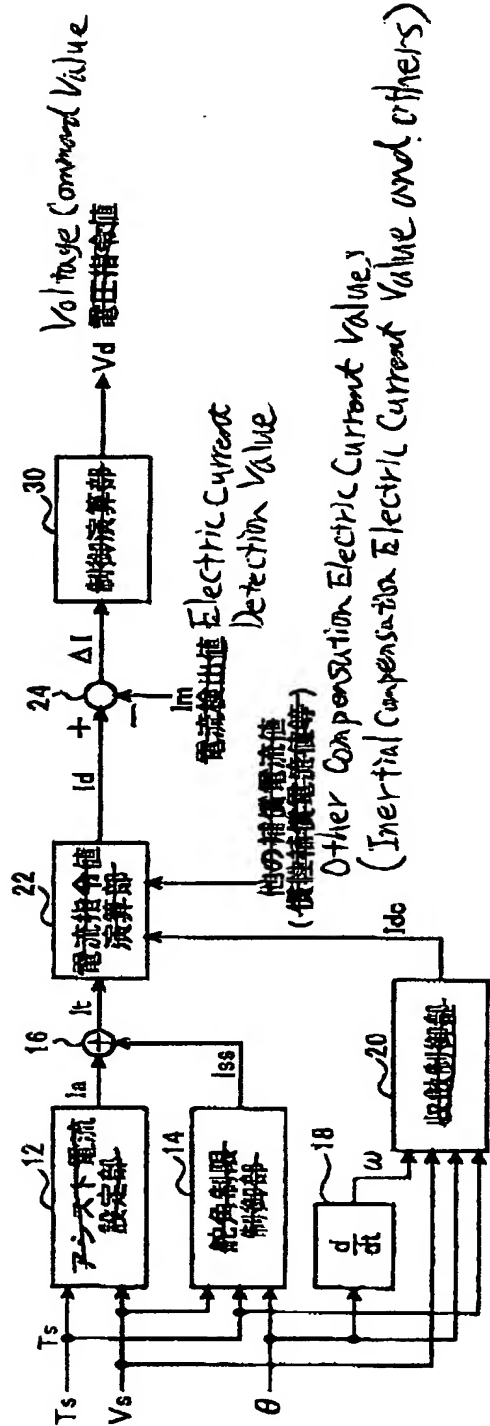 Ts
Ts
Vs
θ
12
アシスト電流
設定部
Ia
16
It
14
舵角制限
制御部
Iss
18
d
dt
ω
20
収斂制御部
Idc
22
電流指令値
演算部
Id
24
+
−
ΔI
Im
電流検出値
Electric Current
Detection Value
他の補償電流値
(慣性補償電流値等)
Other Compensation Electric Current Values
(Inertial Compensation Electric Current Value and others)
30
制御演算部
Vd
電圧指令値
Voltage Command Value